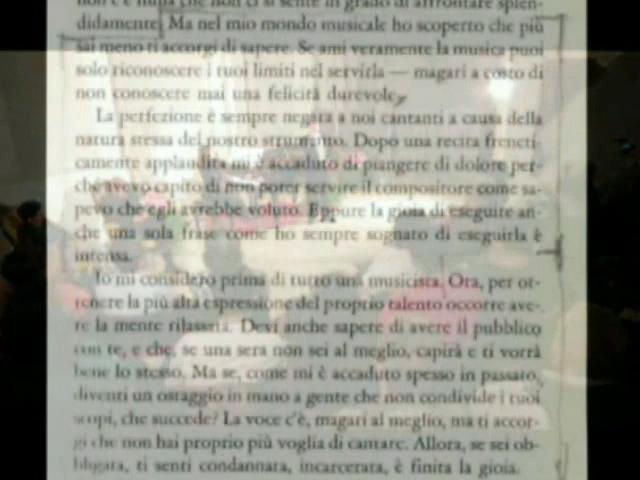 non c'è nulla che non ci si sente in grado di affrontare splen-
didamente. Ma nel mio mondo musicale ho scoperto che più
sai meno ti accorgi di sapere. Se ami veramente la musica puoi
solo riconoscere i tuoi limiti nel servirla — magari a costo di
non conoscere mai una felicità durevole.
La perfezione è sempre negata a noi cantanti a causa della
natura stessa del nostro strumento. Dopo una recita freneti-
camente applaudita mi è accaduto di piangere di dolore per-
ché avevo capito di non poter servire il compositore come sa-
pevo che egli avrebbe voluto. Eppure la gioia di eseguire an-
che una sola frase come ho sempre sognato di eseguirla è
intensa.
Io mi considero prima di tutto una musicista. Ora, per ot-
tenere la più alta espressione del proprio talento occorre ave-
re la mente rilassata. Devi anche sapere di avere il pubblico
con te, e che, se una sera non sei al meglio, capirà e ti vorrà
bene lo stesso. Ma se, come mi è accaduto spesso in passato,
diventi un ostaggio in mano a gente che non condivide i tuoi
scopi, che succede? La voce c'è, magari al meglio, ma ti accor-
gi che non hai proprio più voglia di cantare. Allora, se sei ob-
bligata, ti senti condannata, incarcerata, è finita la gioia.